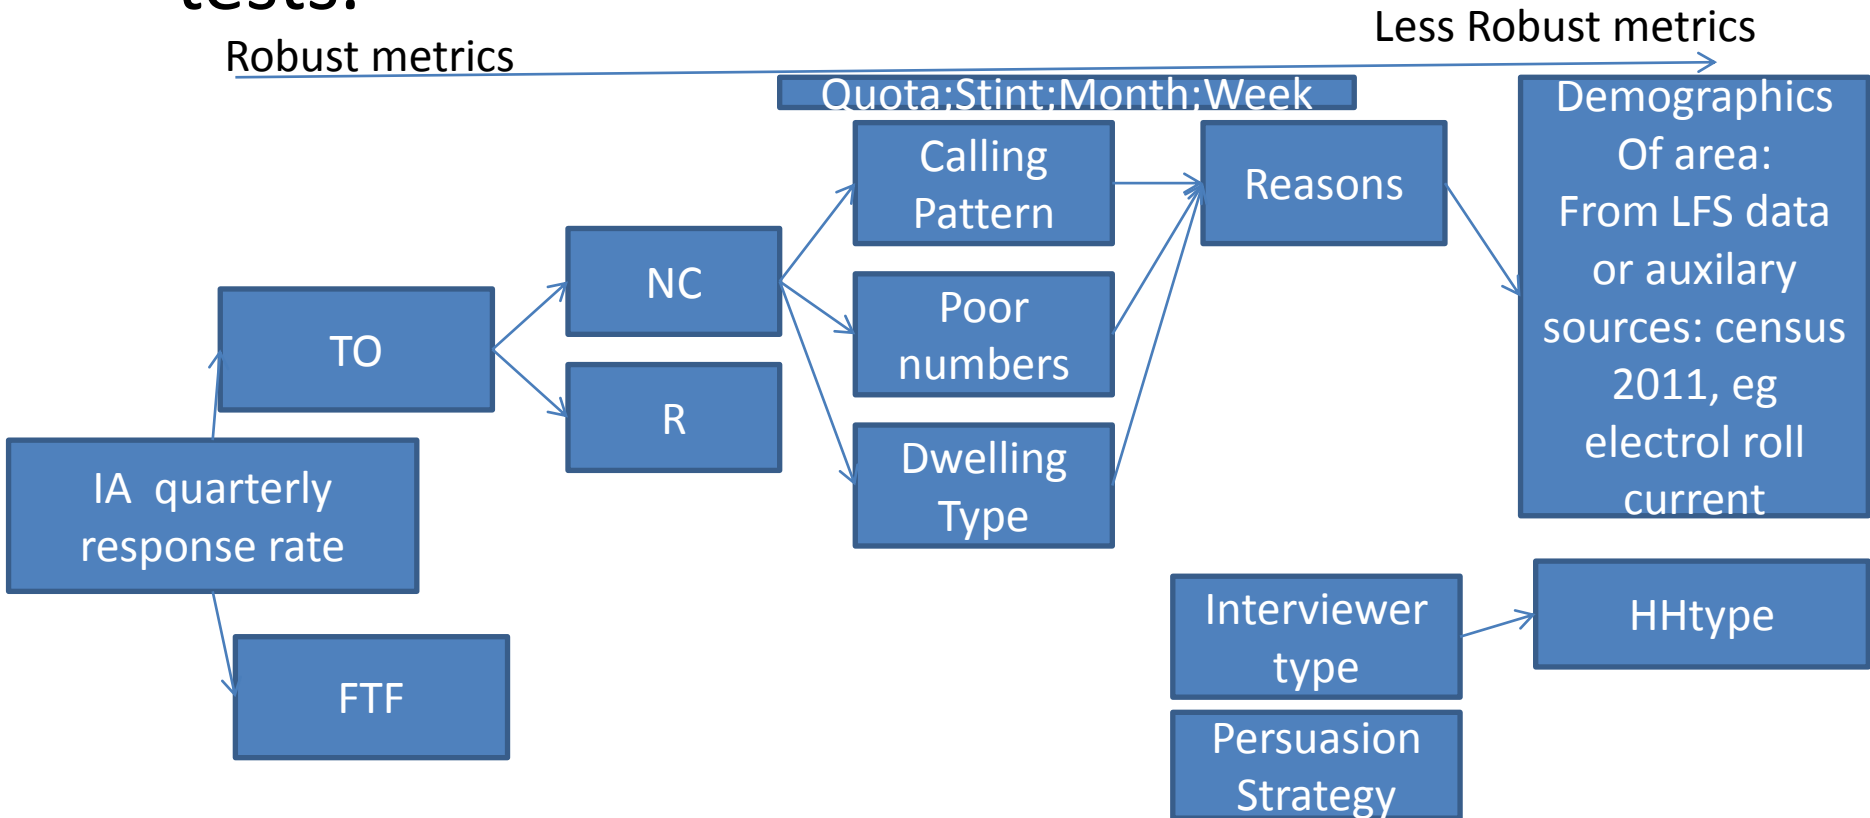 tests:
Robust metrics
Less Robust metrics
Quota;Stint;Month;Week
Calling
Pattern
Reasons
Demographics
Of area:
From LFS data
or auxilary
sources: census
2011, eg
electrol roll
current
NC
Poor
numbers
TO
R
Dwelling
Type
IA quarterly
response rate
FTF
Interviewer
type
HHtype
Persuasion
Strategy